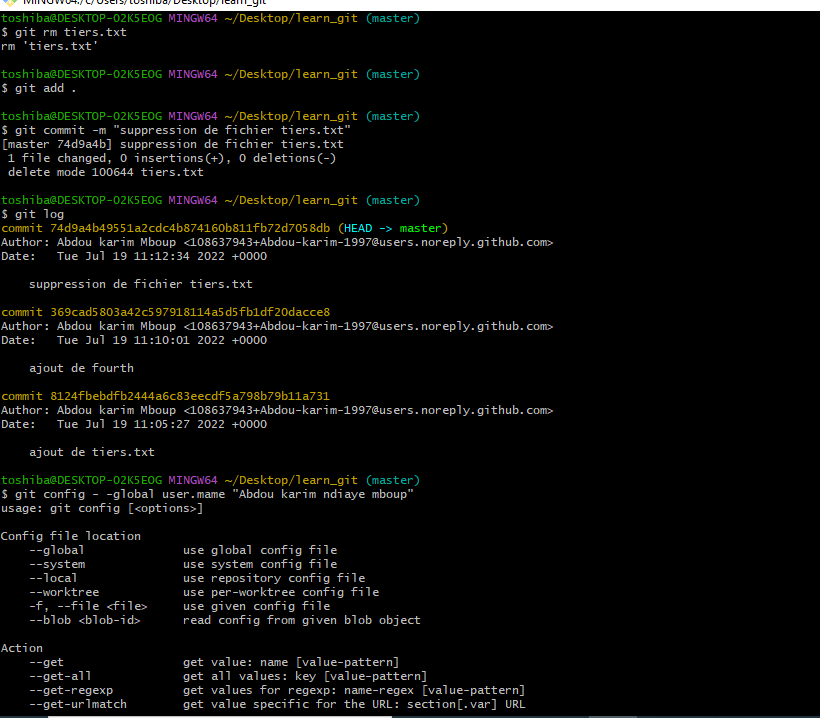 MINGW64:/c/Users/toshiba/Desktop/learn_git
toshiba@DESKTOP-O2K5EOG MINGW64 ~/Desktop/learn_git (master)
$ git rm tiers.txt
rm 'tiers.txt'
toshiba@DESKTOP-O2K5EOG MINGW64 ~/Desktop/learn_git (master)
$ git add .
toshiba@DESKTOP-O2K5EOG MINGW64 ~/Desktop/learn_git (master)
$ git commit -m "suppression de fichier tiers.txt"
[master 74d9a4b] suppression de fichier tiers.txt
 1 file changed, 0 insertions(+), 0 deletions(-)
 delete mode 100644 tiers.txt
toshiba@DESKTOP-O2K5EOG MINGW64 ~/Desktop/learn_git (master)
$ git log
commit 74d9a4b49551a2cdc4b874160b811fb72d7058db (HEAD -> master)
Author: Abdou karim Mboup <108637943+Abdou-karim-1997@users.noreply.github.com>
Date:   Tue Jul 19 11:12:34 2022 +0000
    suppression de fichier tiers.txt
commit 369cad5803a42c597918114a5d5fb1df20dacce8
Author: Abdou karim Mboup <108637943+Abdou-karim-1997@users.noreply.github.com>
Date:   Tue Jul 19 11:10:01 2022 +0000
    ajout de fourth
commit 8124fbebdfb2444a6c83eecdf5a798b79b11a731
Author: Abdou karim Mboup <108637943+Abdou-karim-1997@users.noreply.github.com>
Date:   Tue Jul 19 11:05:27 2022 +0000
    ajout de tiers.txt
toshiba@DESKTOP-O2K5EOG MINGW64 ~/Desktop/learn_git (master)
$ git config - -global user.mame "Abdou karim ndiaye mboup"
usage: git config [<options>]
Config file location
    --global              use global config file
    --system              use system config file
    --local               use repository config file
    --worktree            use per-worktree config file
    -f, --file <file>     use given config file
    --blob <blob-id>      read config from given blob object
Action
    --get                 get value: name [value-pattern]
    --get-all             get all values: key [value-pattern]
    --get-regexp          get values for regexp: name-regex [value-pattern]
    --get-urlmatch        get value specific for the URL: section[.var] URL